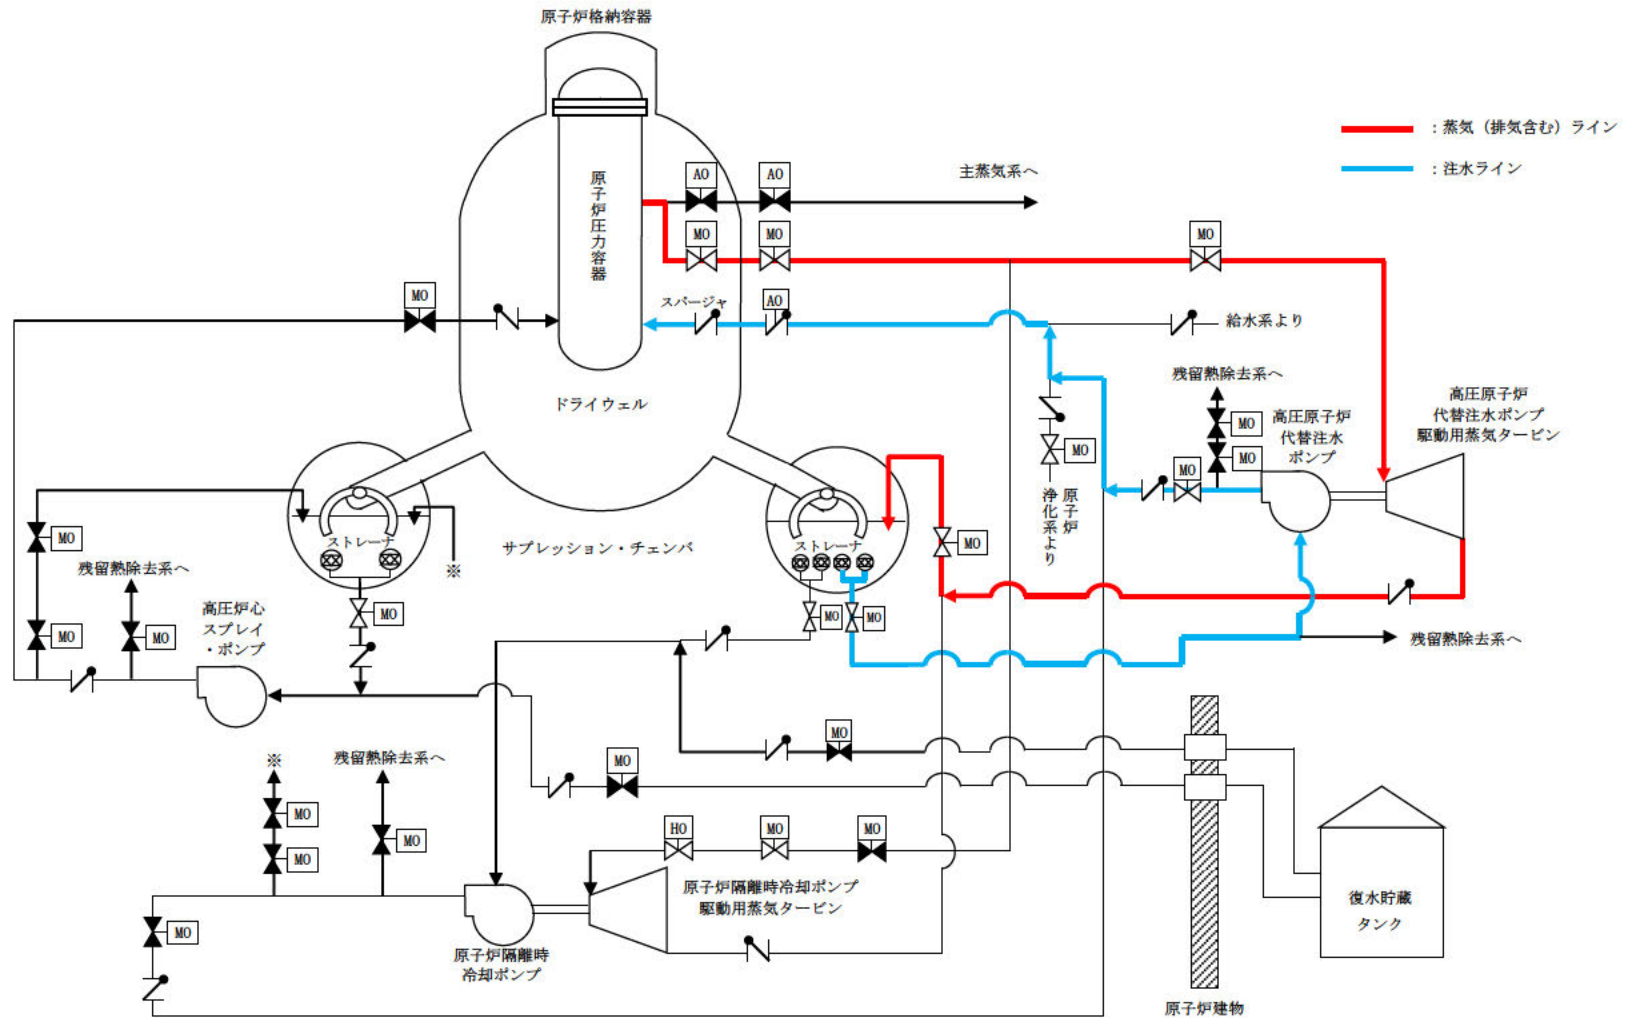 原子炉格納容器
:蒸気(排気含む)ライン
:注水ライン
原子炉圧力容器
AO
AO
主蒸気系へ
MO
MO
MO
MO
スパージャ
AO
給水系より
ドライウェル
残留熱除去系へ
MO
MO
高圧原子炉
代替注水
ポンプ
高圧原子炉
代替注水ポンプ
駆動用蒸気タービン
MO
MO
原子炉
浄化系より
サプレッション・チェンバ
ストレーナ
ストレーナ
※
MO
MO
MO
残留熱除去系へ
MO
高圧炉心
スプレイ
・ポンプ
MO
MO
MO
MO
残留熱除去系へ
※
残留熱除去系へ
MO
MO
MO
MO
MO
HO
MO
MO
原子炉隔離時冷却ポンプ
駆動用蒸気タービン
MO
原子炉隔離時
冷却ポンプ
復水貯蔵
タンク
原子炉建物